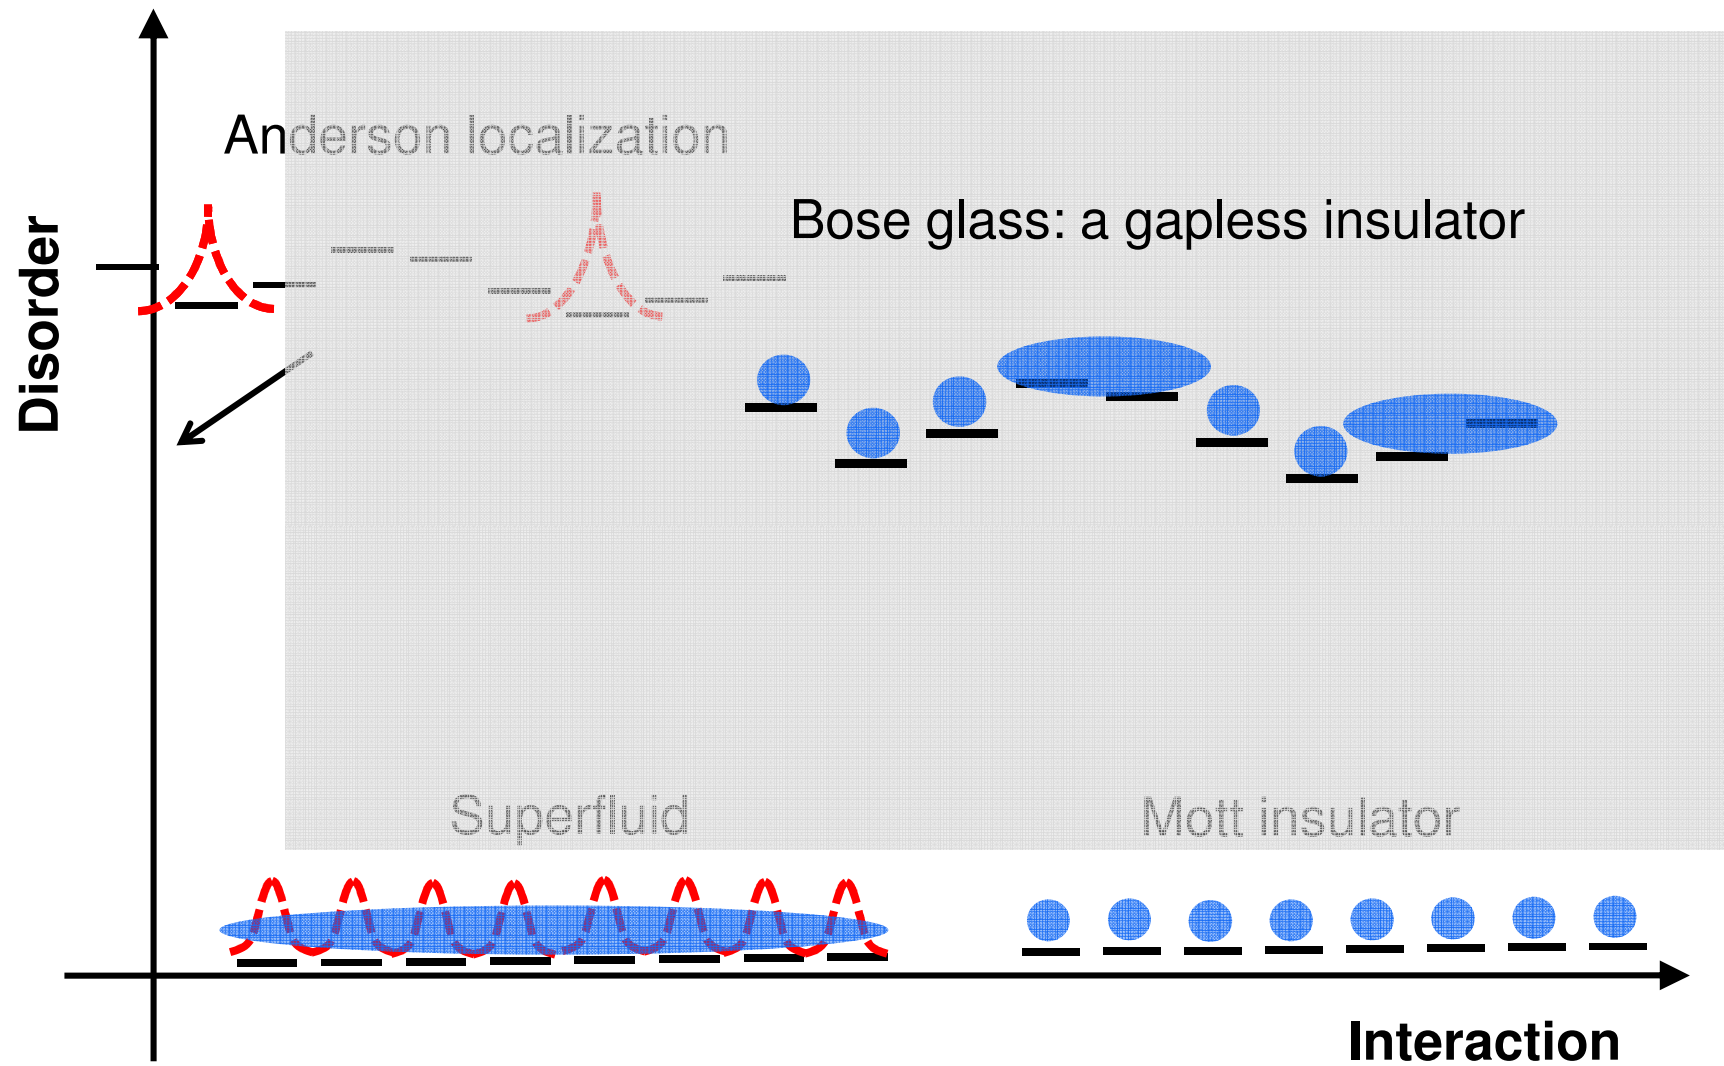 Anderson localization
Bose glass: a gapless insulator
Disorder
Superfluid
Mott insulator
Interaction